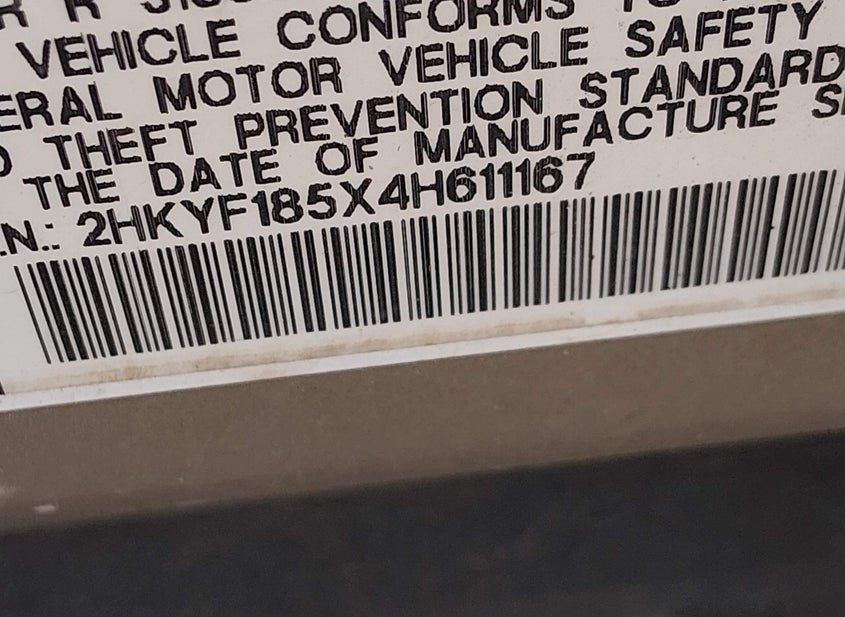 VEHICLE CONFORMS
ERAL MOTOR VEHICLE SAFETY
THEFT PREVENTION STANDARD
THE DATE OF MANUFACTURE S
.N.: 2HKYF185X4H611167